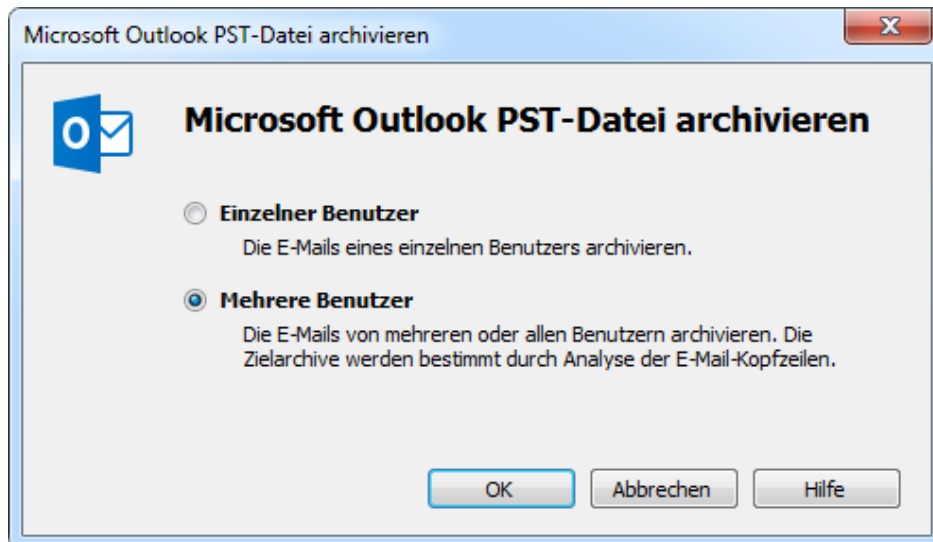 Microsoft Outlook PST-Datei archivieren
Microsoft Outlook PST-Datei archivieren
Einzelner Benutzer
Die E-Mails eines einzelnen Benutzers archivieren.
Mehrere Benutzer
Die E-Mails von mehreren oder allen Benutzern archivieren. Die
Zielarchive werden bestimmt durch Analyse der E-Mail-Kopfzeilen.
OK
Abbrechen
Hilfe